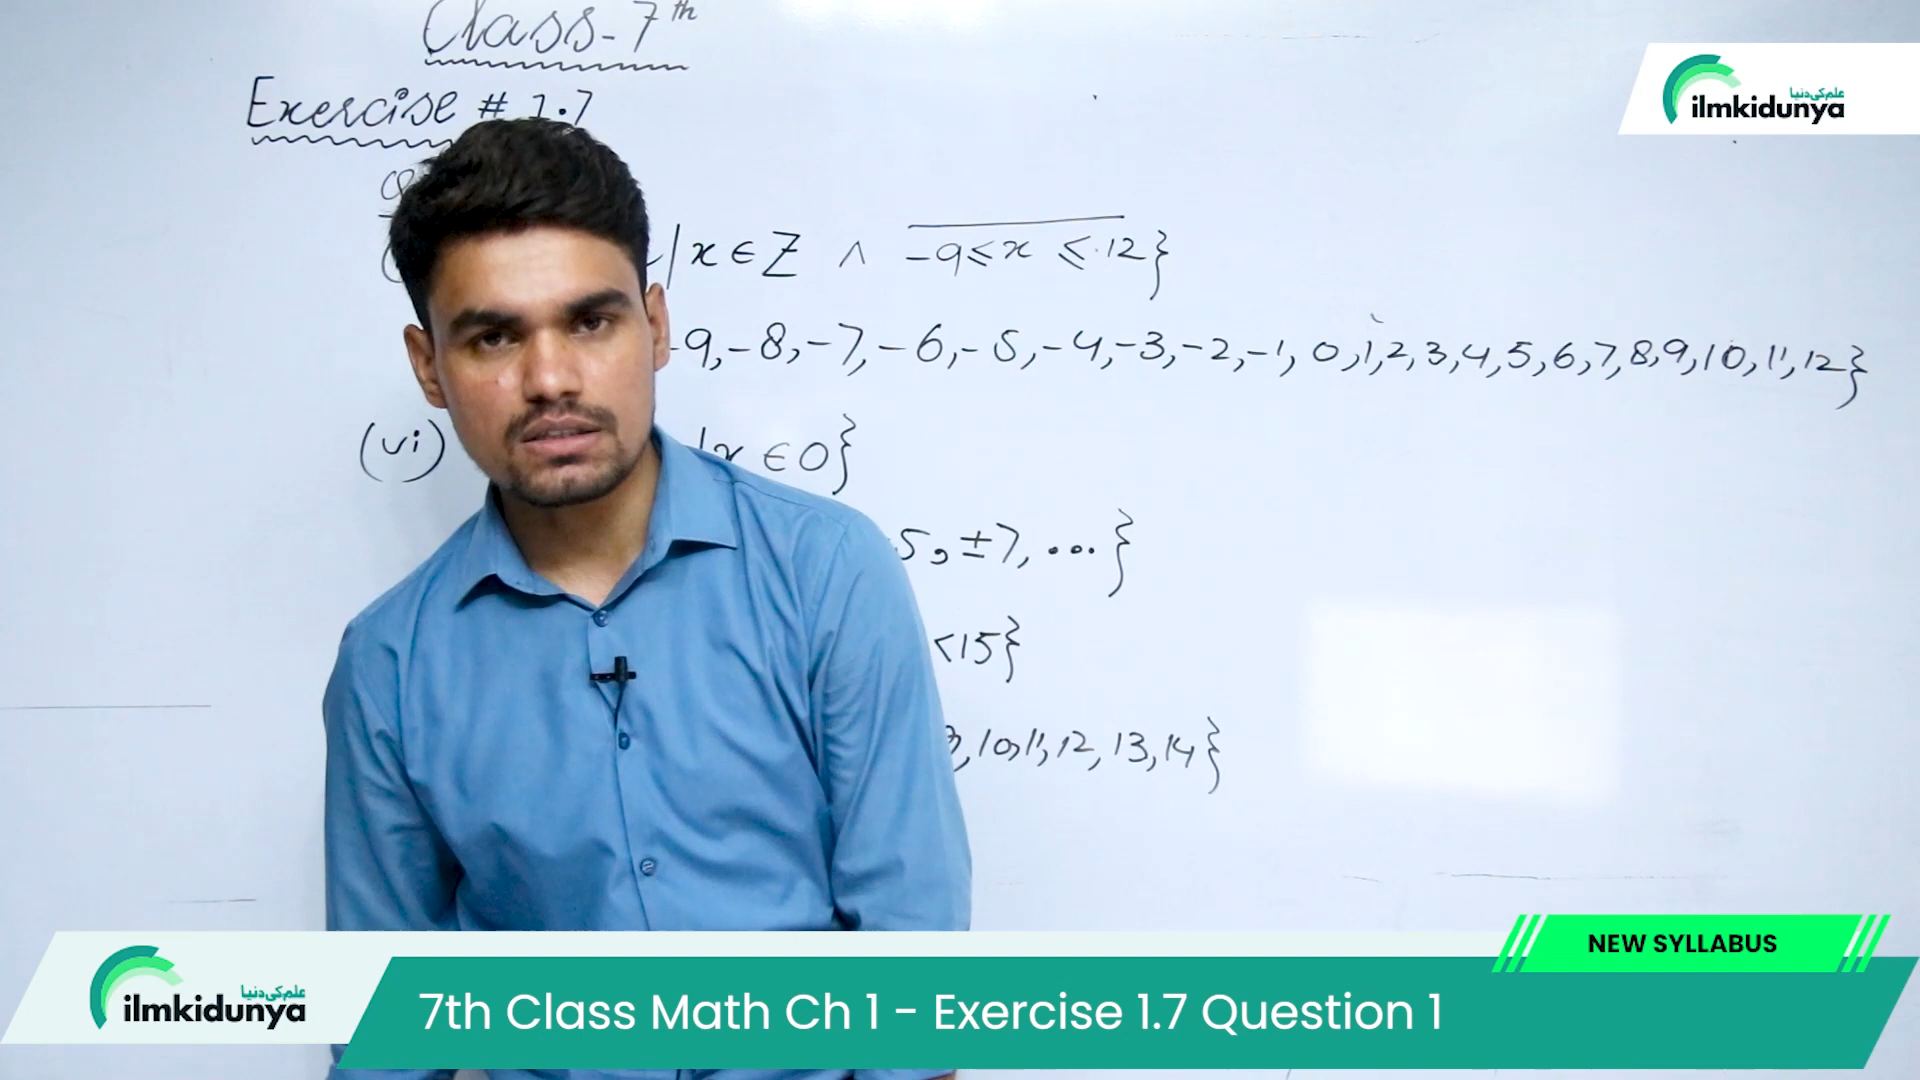 Class-7th
Exercise # 1.7
علم کی دنیا
ilmkidunya
| x ∈ Z ∧ -9 ≤ x ≤ 12}
-9, -8, -7, -6, -5, -4, -3, -2, -1, 0, 1, 2, 3, 4, 5, 6, 7, 8, 9, 10, 11, 12}
(vi) | x ∈ O}
5, ±7, ...}
<15}
, 10, 11, 12, 13, 14}
NEW SYLLABUS
علم کی دنیا
ilmkidunya
7th Class Math Ch 1 - Exercise 1.7 Question 1